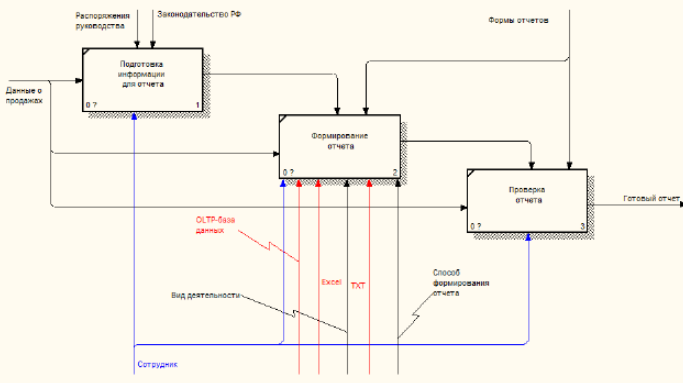 Распоряжения
руководства
Законодательство РФ
Формы отчетов
Подготовка
информации
для отчета
0 ?
1
Данные о
продажах
Формирование
отчета
0 ?
2
Проверка
отчета
0 ?
3
Готовый отчет
OLTP-база
данных
Excel
TXT
Вид деятельности
Способ
формирования
отчета
Сотрудник